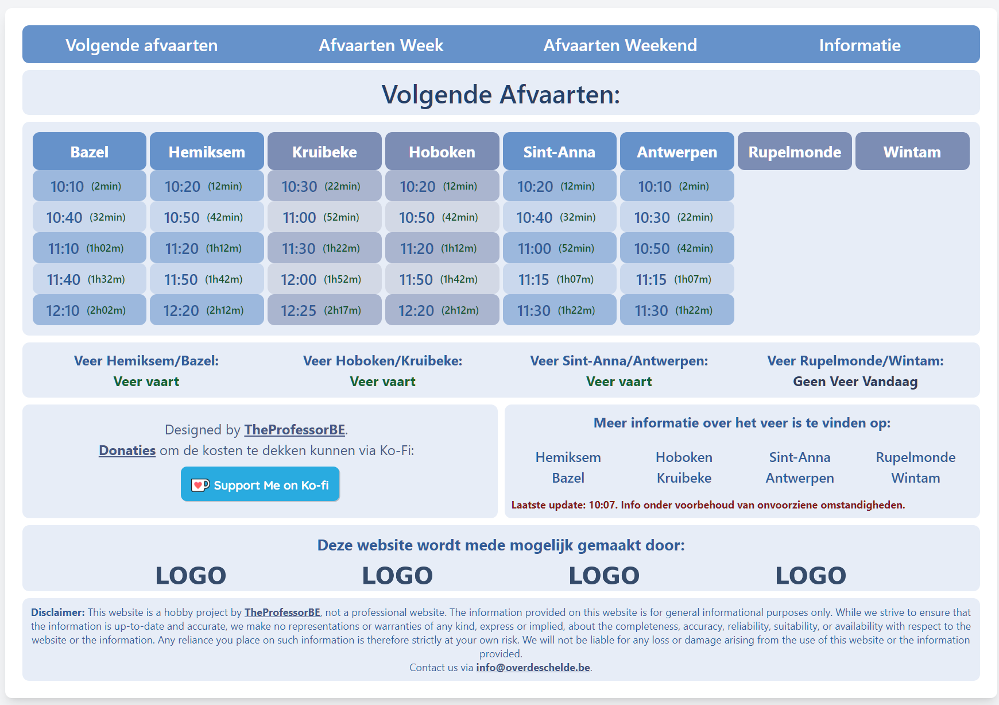 Volgende afvaarten Afvaarten Week Afvaarten Weekend Informatie
Volgende Afvaarten:
Bazel Hemiksem Kruibeke Hoboken Sint-Anna Antwerpen Rupelmonde Wintam
10:10 (2min) 10:20 (12min) 10:30 (22min) 10:20 (12min) 10:20 (12min) 10:10 (2min)
10:40 (32min) 10:50 (42min) 11:00 (52min) 10:50 (42min) 10:40 (32min) 10:30 (22min)
11:10 (1h02m) 11:20 (1h12m) 11:30 (1h22m) 11:20 (1h12m) 11:00 (52min) 10:50 (42min)
11:40 (1h32m) 11:50 (1h42m) 12:00 (1h52m) 11:50 (1h42m) 11:15 (1h07m) 11:15 (1h07m)
12:10 (2h02m) 12:20 (2h12m) 12:25 (2h17m) 12:20 (2h12m) 11:30 (1h22m) 11:30 (1h22m)
Veer Hemiksem/Bazel: Veer Hoboken/Kruibeke: Veer Sint-Anna/Antwerpen: Veer Rupelmonde/Wintam:
Veer vaart Veer vaart Veer vaart Geen Veer Vandaag
Designed by TheProfessorBE.
Donaties om de kosten te dekken kunnen via Ko-Fi:
Support Me on Ko-fi
Meer informatie over het veer is te vinden op:
Hemiksem Hoboken Sint-Anna Rupelmonde
Bazel Kruibeke Antwerpen Wintam
Laatste update: 10:07. Info onder voorbehoud van onvoorziene omstandigheden.
Deze website wordt mede mogelijk gemaakt door:
LOGO LOGO LOGO LOGO
Disclaimer: This website is a hobby project by TheProfessorBE, not a professional website. The information provided on this website is for general informational purposes only. While we strive to ensure that
the information is up-to-date and accurate, we make no representations or warranties of any kind, express or implied, about the completeness, accuracy, reliability, suitability, or availability with respect to the
website or the information. Any reliance you place on such information is therefore strictly at your own risk. We will not be liable for any loss or damage arising from the use of this website or the information
provided.
Contact us via info@overdeschelde.be.